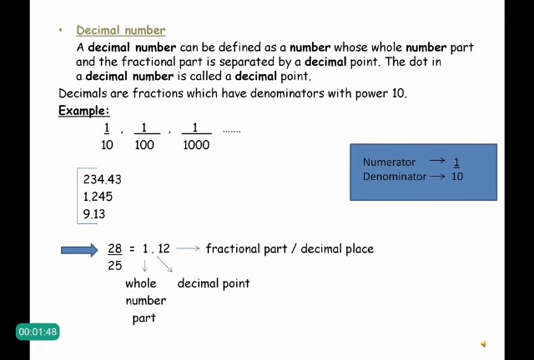 • Decimal number
A decimal number can be defined as a number whose whole number part
and the fractional part is separated by a decimal point. The dot in
a decimal number is called a decimal point.
Decimals are fractions which have denominators with power 10.
Example:
1 , 1 , 1 .......
10 100 1000
Numerator → 1
Denominator → 10
234.43
1.245
9.13
28 = 1 . 12 → fractional part / decimal place
25
whole decimal point
number
part
00:01:48